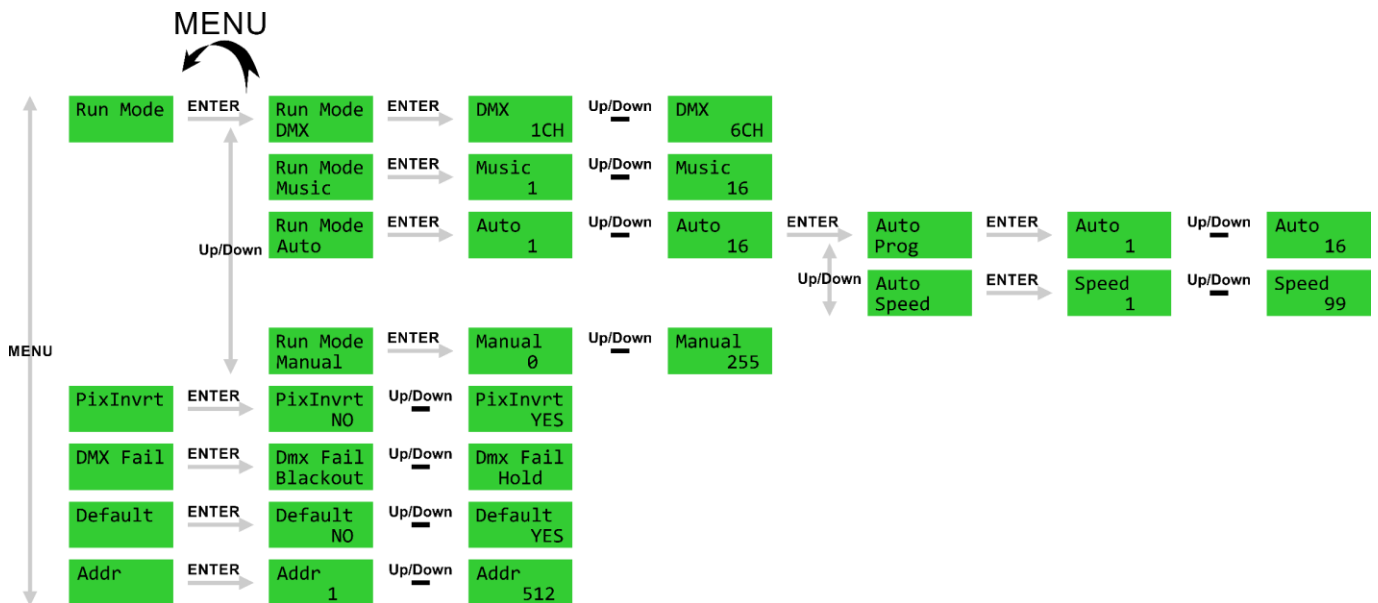 MENU
Run Mode ENTER Run Mode ENTER DMX Up/Down DMX
DMX 1CH 6CH
Run Mode ENTER Music Up/Down Music
Music 1 16
Run Mode ENTER Auto Up/Down Auto ENTER Auto ENTER Auto Up/Down Auto
Up/Down Auto 1 16 Prog 1 16
Up/Down Auto ENTER Speed Up/Down Speed
Speed 1 99
MENU
Run Mode ENTER Manual Up/Down Manual
Manual 0 255
PixInvrt ENTER PixInvrt Up/Down PixInvrt
NO YES
DMX Fail ENTER Dmx Fail Up/Down Dmx Fail
Blackout Hold
Default ENTER Default Up/Down Default
NO YES
Addr ENTER Addr Up/Down Addr
1 512